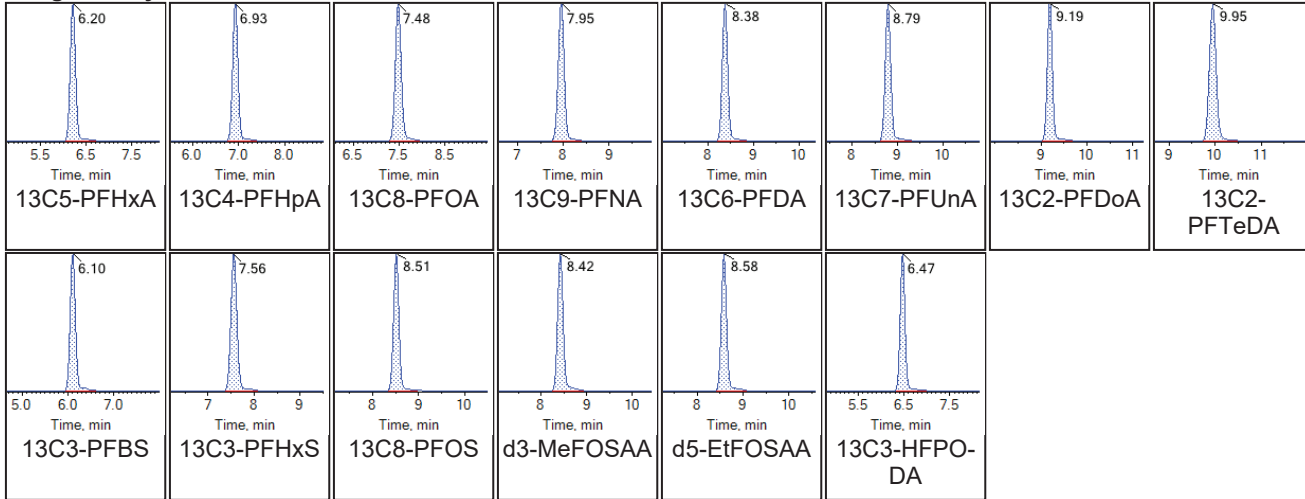 6.20 6.93 7.48 7.95 8.38 8.79 9.19 9.95
5.5 6.5 7.5 6.0 7.0 8.0 6.5 7.5 8.5 7 8 9 8 9 10 8 9 10 9 10 11 9 10 11
Time, min Time, min Time, min Time, min Time, min Time, min Time, min Time, min
13C5-PFHxA 13C4-PFHpA 13C8-PFOA 13C9-PFNA 13C6-PFDA 13C7-PFUnA 13C2-PFDoA 13C2-
PFTeDA
6.10 7.56 8.51 8.42 8.58 6.47
5.0 6.0 7.0 7 8 9 8 9 10 8 9 10 8 9 10 5.5 6.5 7.5
Time, min Time, min Time, min Time, min Time, min Time, min
13C3-PFBS 13C3-PFHxS 13C8-PFOS d3-MeFOSAA d5-EtFOSAA 13C3-HFPO-
DA